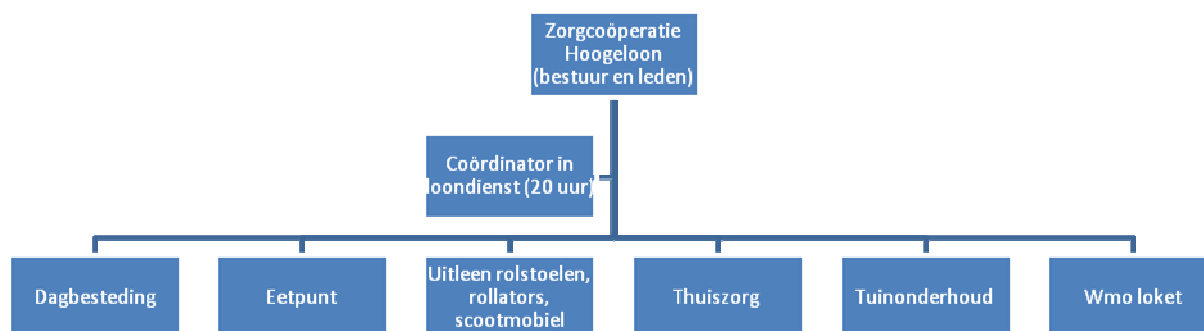 Zorgcoöperatie
Hoogeloon
(bestuur en leden)
Coördinator in
loondienst (20 uur)
Dagbesteding
Eetpunt
Uitleen rolstoelen,
rollators,
scootmobiel
Thuiszorg
Tuinonderhoud
Wmo loket